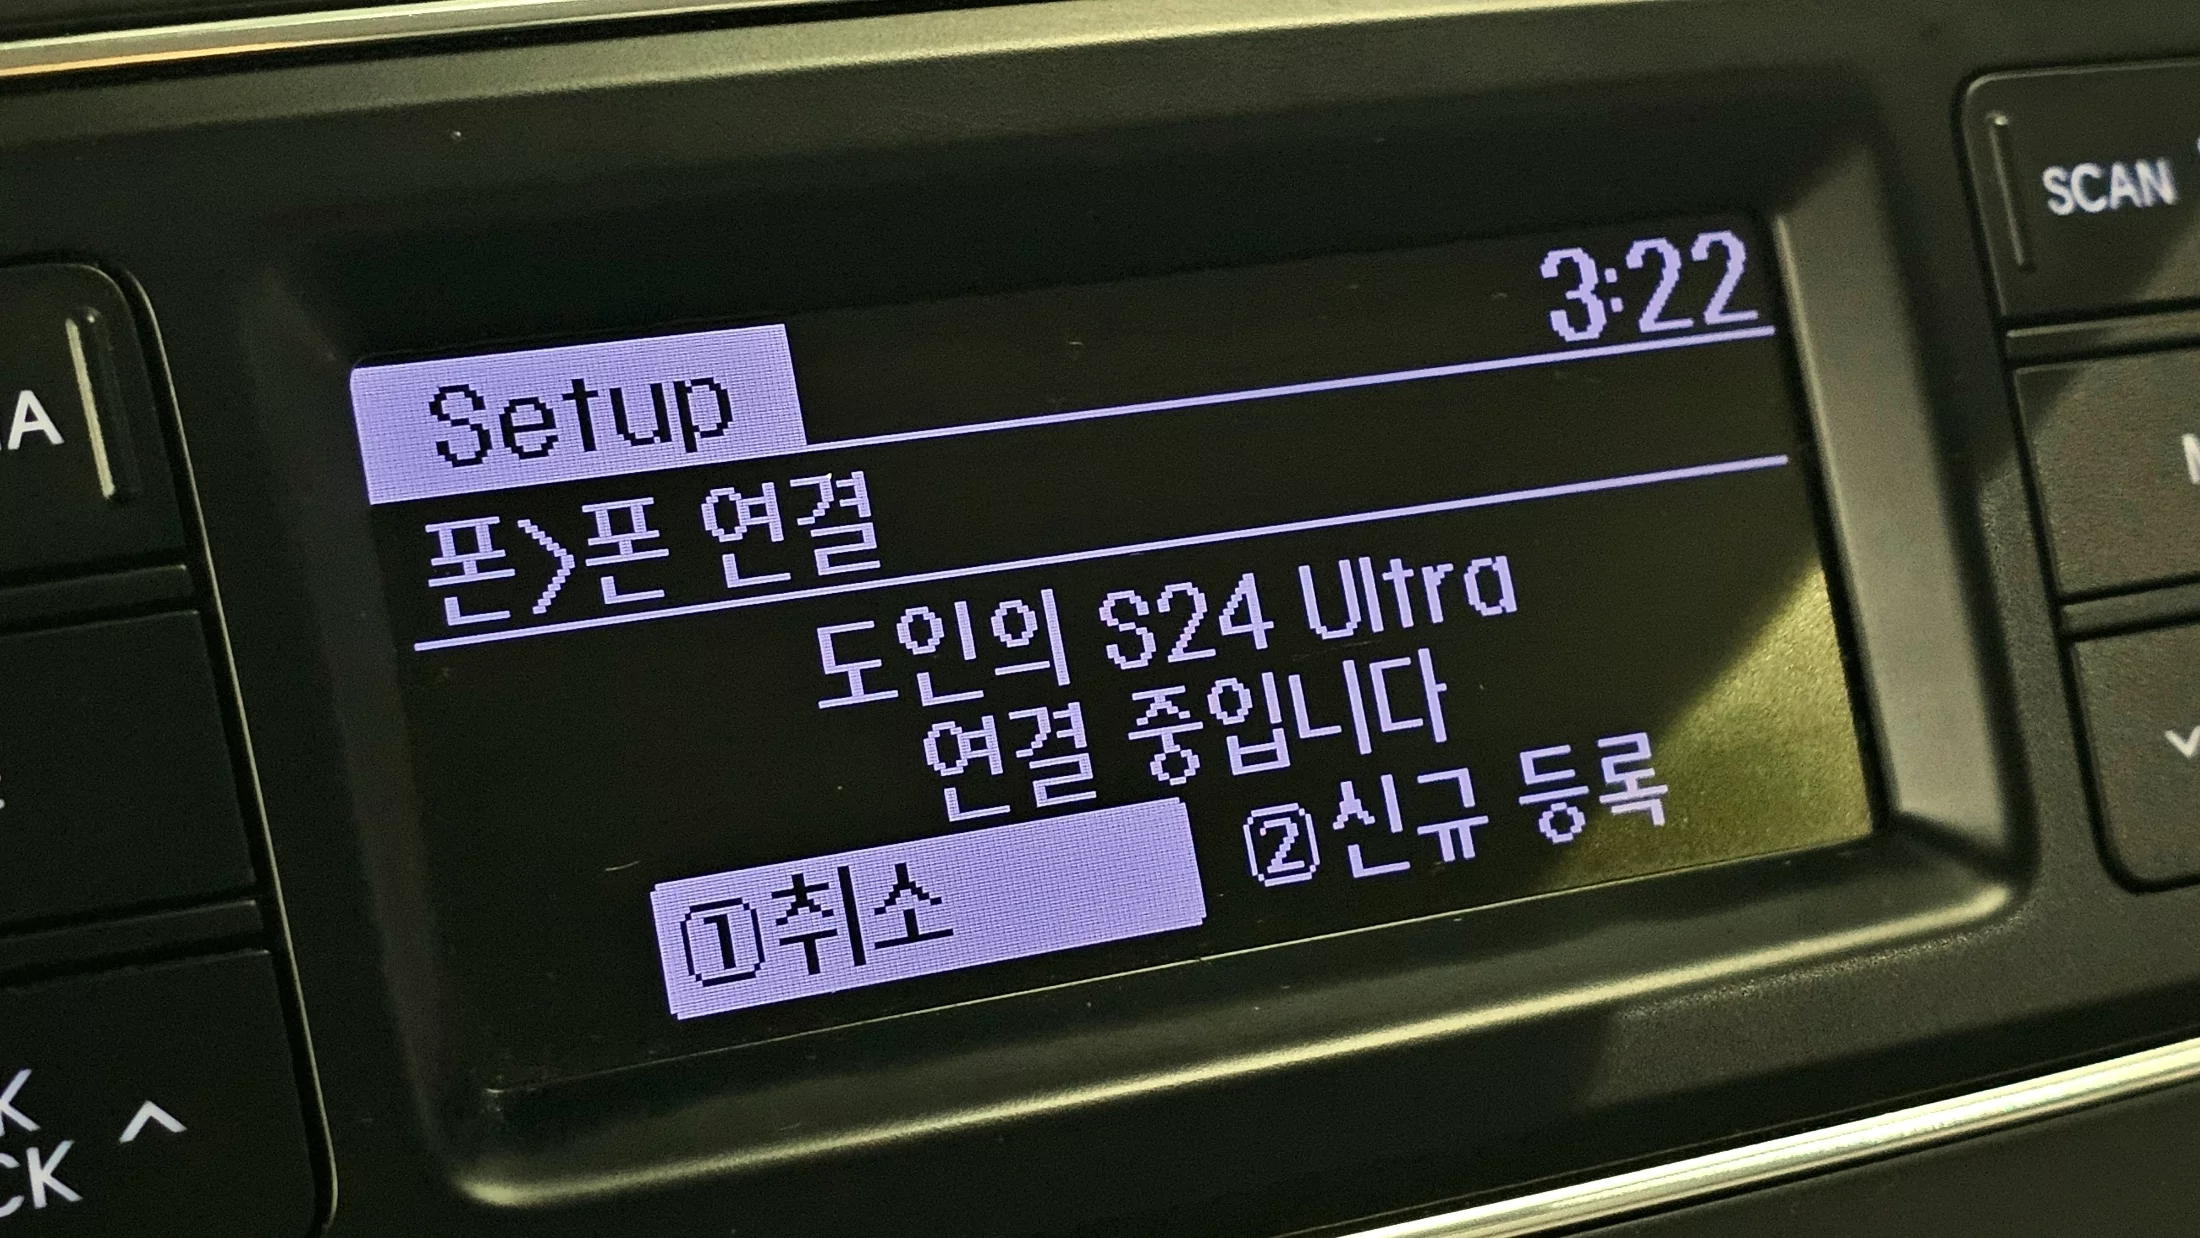 3:22
Setup
폰>폰 연결
도인의 S24 Ultra
연결 중입니다
①취소 ②신규 등록
SCAN